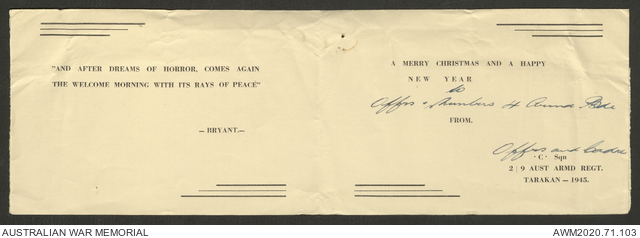 "AND AFTER DREAMS OF HORROR, COMES AGAIN
THE WELCOME MORNING WITH ITS RAYS OF PEACE"
— BRYANT.—
A MERRY CHRISTMAS AND A HAPPY
NEW YEAR
to
Offrs & Members 4 Armd Bde
FROM.
Offrs and
'C' Sqn
2|9 AUST ARMD REGT.
TARAKAN — 1945.
AUSTRALIAN WAR MEMORIAL
AWM2020.71.103